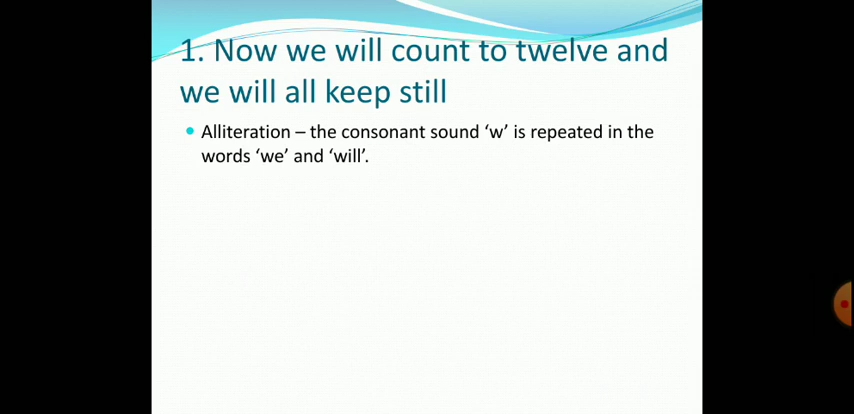 1. Now we will count to twelve and
we will all keep still
Alliteration – the consonant sound ‘w’ is repeated in the
words ‘we’ and ‘will’.